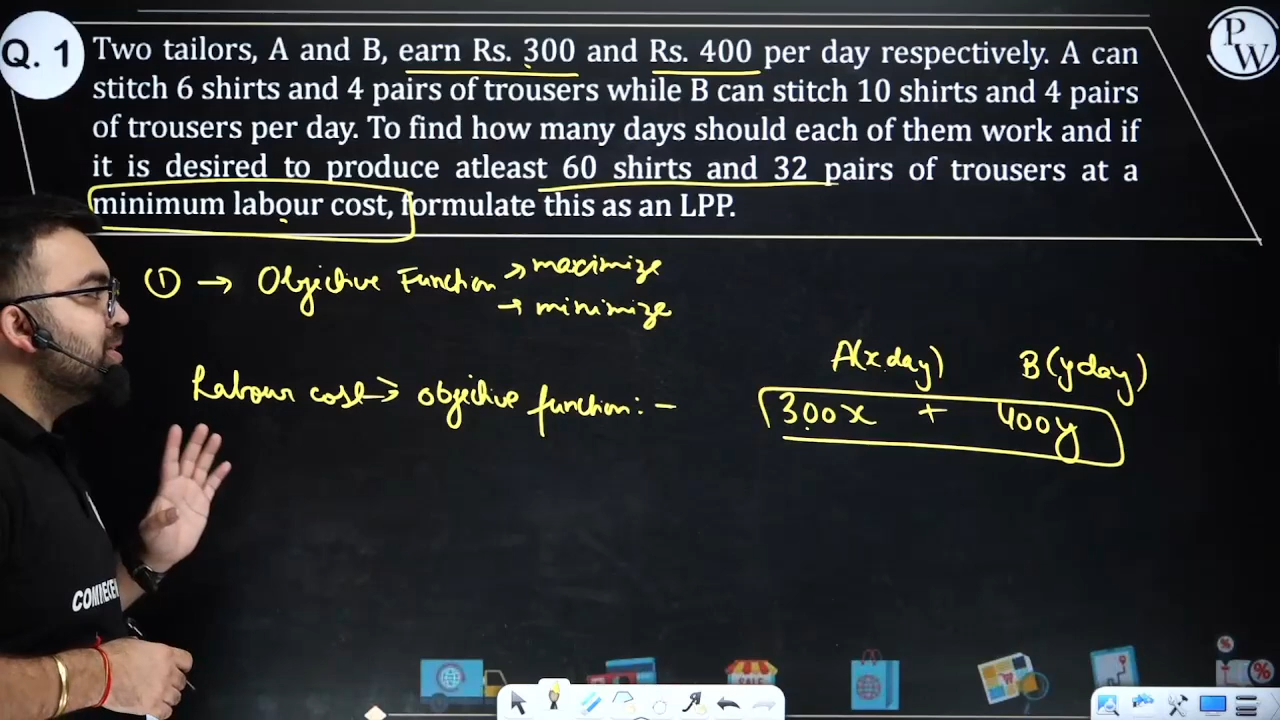 Q. 1
Two tailors, A and B, earn Rs. 300 and Rs. 400 per day respectively. A can
stitch 6 shirts and 4 pairs of trousers while B can stitch 10 shirts and 4 pairs
of trousers per day. To find how many days should each of them work and if
it is desired to produce atleast 60 shirts and 32 pairs of trousers at a
minimum labour cost, formulate this as an LPP.
PW
① → Objective Function → maximize
→ minimize
A(x day) B(y day)
Labour cost → objective function:- 300x + 400y
SALE
%
%